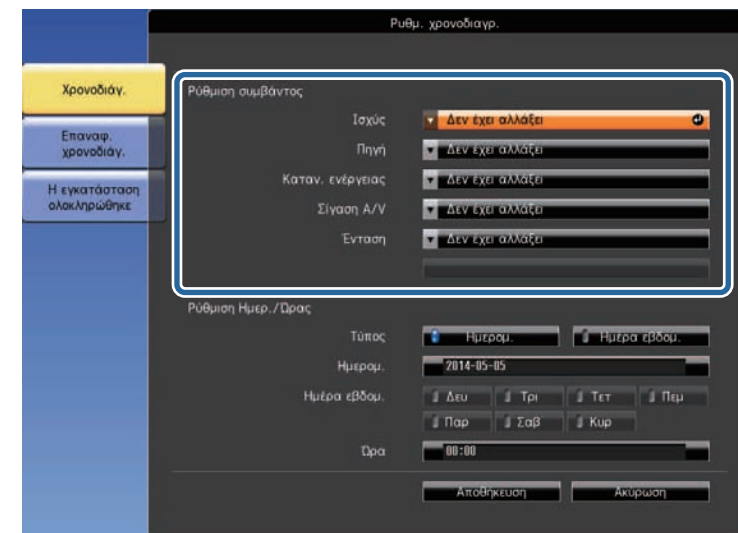 Ρυθμ. χρονοδιαγρ.
Χρονοδιάγ.
Επαναφ.
χρονοδιάγ.
Η εγκατάσταση
ολοκληρώθηκε
Ρύθμιση συμβάντος
Ισχύς Δεν έχει αλλάξει
Πηγή Δεν έχει αλλάξει
Καταν. ενέργειας Δεν έχει αλλάξει
Σίγαση A/V Δεν έχει αλλάξει
Ένταση Δεν έχει αλλάξει
Ρύθμιση Ημερ./Ώρας
Τύπος Ημερομ. Ημέρα εβδομ.
Ημερομ. 2014-05-05
Ημέρα εβδομ. Δευ Τρι Τετ Πεμ
Παρ Σαβ Κυρ
Ώρα 00:00
Αποθήκευση Ακύρωση